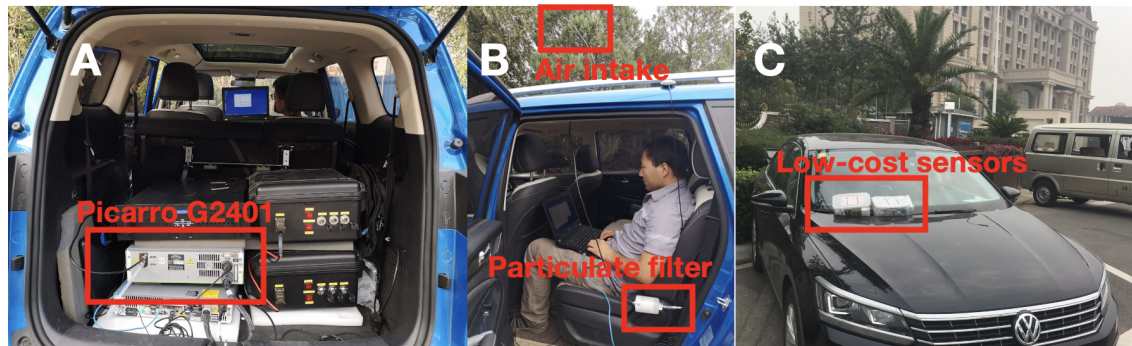 A
Picarro G2401
B
Air intake
Particulate filter
C
Low-cost sensors